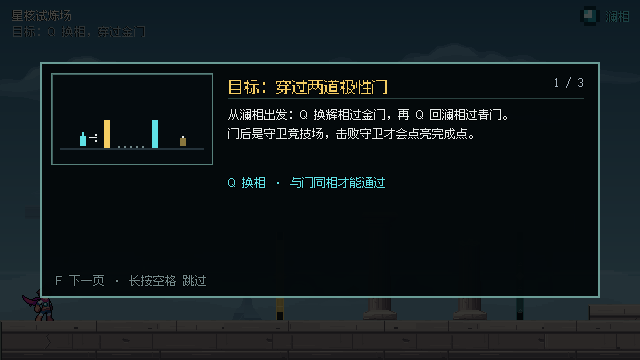 星核试炼场
目标: Q 换相, 穿过金门
澜相
目标: 穿过两道极性门
1 / 3
从澜相出发: Q 换辉相过金门, 再 Q 回澜相过青门。
门后是守卫竞技场, 击败守卫才会点亮完成点。
Q 换相 · 与门同相才能通过
F 下一页 · 长按空格 跳过